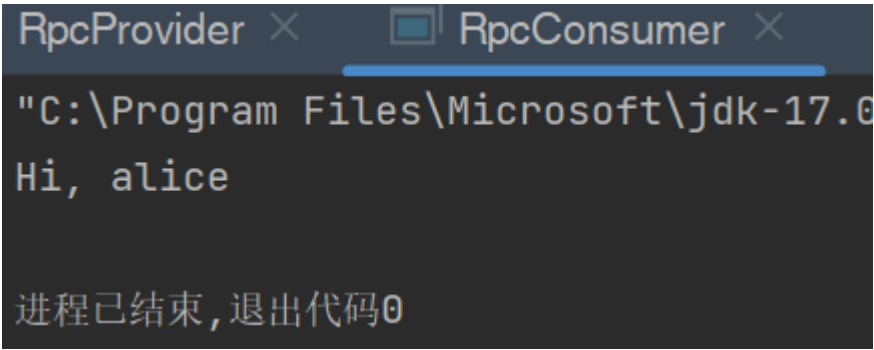 RpcProvider × RpcConsumer ×
"C:\Program Files\Microsoft\jdk-17.0
Hi, alice
进程已结束,退出代码0